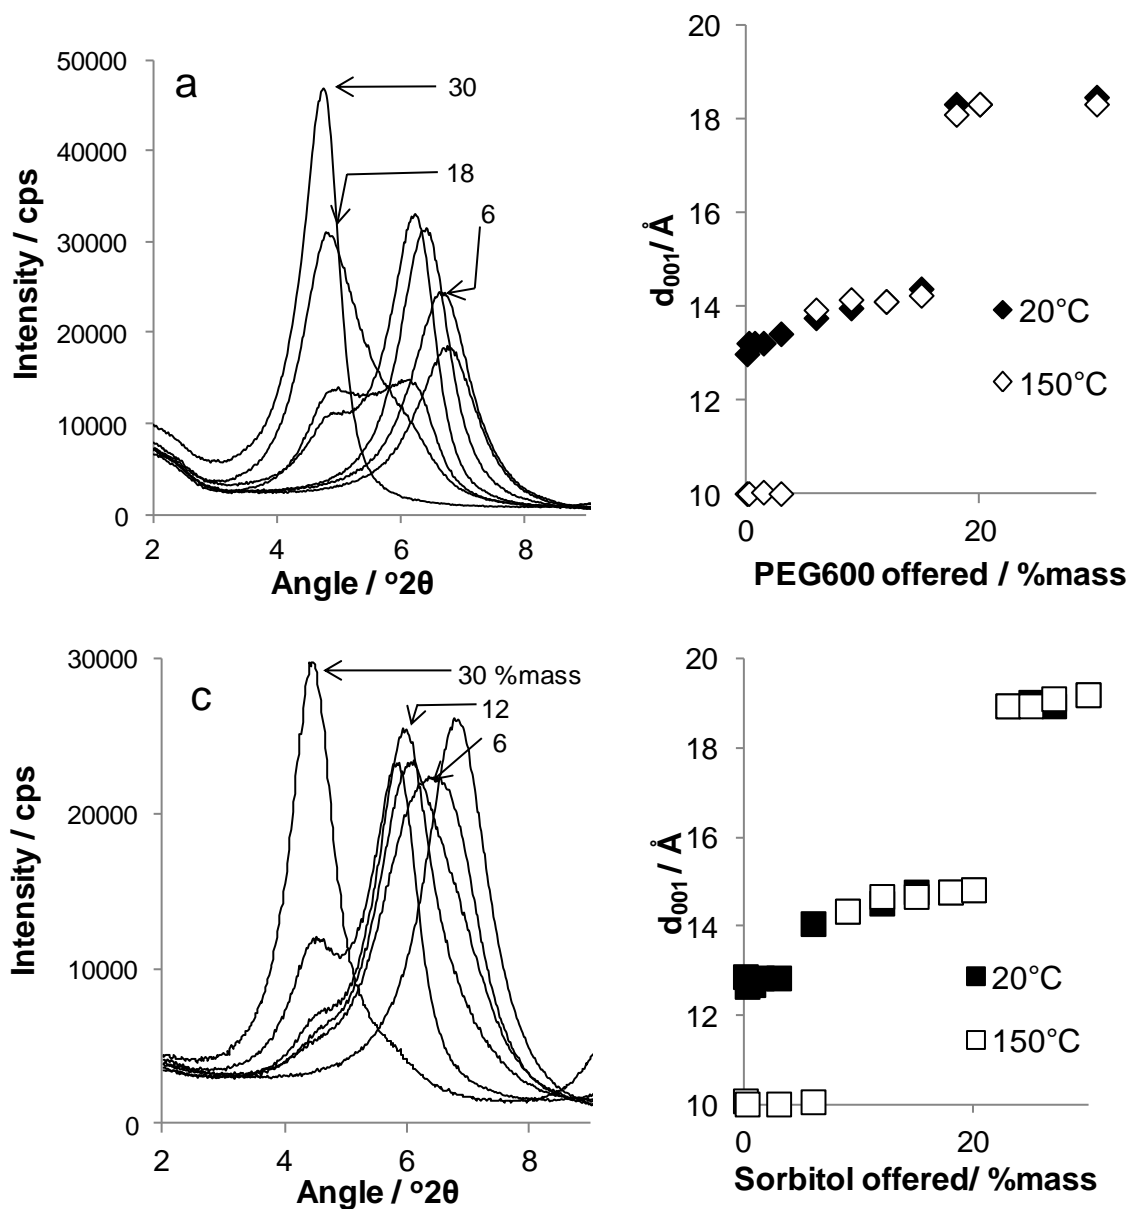 a
50000
40000
30000
20000
10000
0
Intensity / cps
30
18
6
2
4
6
8
Angle / º2θ
20
18
16
14
12
10
d001/ Å
20°C
150°C
0
20
PEG600 offered / %mass
c
30000
20000
10000
0
Intensity / cps
30 %mass
12
6
2
4
6
8
Angle / º2θ
20
18
16
14
12
10
d001 / Å
20°C
150°C
0
20
Sorbitol offered/ %mass